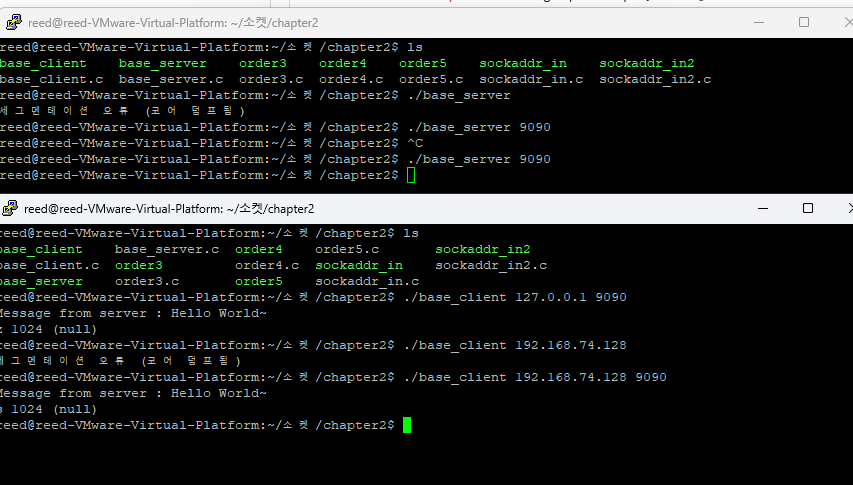 reed@reed-VMware-Virtual-Platform: ~/소켓/chapter2
reed@reed-VMware-Virtual-Platform:~/소켓/chapter2$ ls
base_client base_server order3 order4 order5 sockaddr_in sockaddr_in2
base_client.c base_server.c order3.c order4.c order5.c sockaddr_in.c sockaddr_in2.c
reed@reed-VMware-Virtual-Platform:~/소켓/chapter2$ ./base_server
세그멘테이션 오류 (코어 덤프됨)
reed@reed-VMware-Virtual-Platform:~/소켓/chapter2$ ./base_server 9090
reed@reed-VMware-Virtual-Platform:~/소켓/chapter2$ ^C
reed@reed-VMware-Virtual-Platform:~/소켓/chapter2$ ./base_server 9090
reed@reed-VMware-Virtual-Platform:~/소켓/chapter2$
reed@reed-VMware-Virtual-Platform: ~/소켓/chapter2
reed@reed-VMware-Virtual-Platform:~/소켓/chapter2$ ls
base_client base_server.c order4 order5.c sockaddr_in2
base_client.c order3 order4.c sockaddr_in sockaddr_in2.c
base_server order3.c order5 sockaddr_in.c
reed@reed-VMware-Virtual-Platform:~/소켓/chapter2$ ./base_client 127.0.0.1 9090
Message from server : Hello World~
z 1024 (null)
reed@reed-VMware-Virtual-Platform:~/소켓/chapter2$ ./base_client 192.168.74.128
세그멘테이션 오류 (코어 덤프됨)
reed@reed-VMware-Virtual-Platform:~/소켓/chapter2$ ./base_client 192.168.74.128 9090
Message from server : Hello World~
s 1024 (null)
reed@reed-VMware-Virtual-Platform:~/소켓/chapter2$